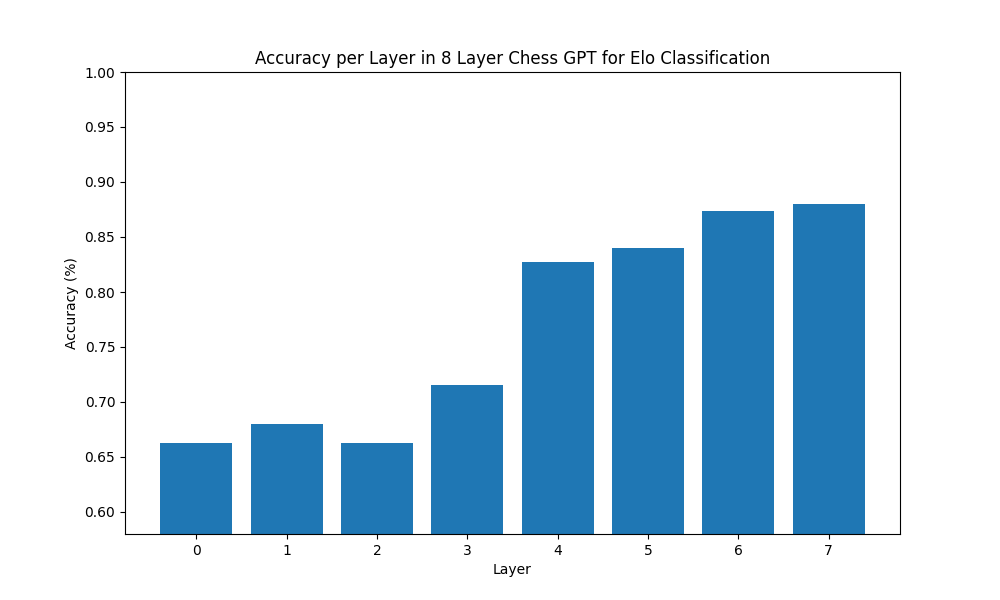 Accuracy per Layer in 8 Layer Chess GPT for Elo Classification
1.00
0.95
0.90
0.85
0.80
0.75
0.70
0.65
0.60
Accuracy (%)
0 1 2 3 4 5 6 7
Layer